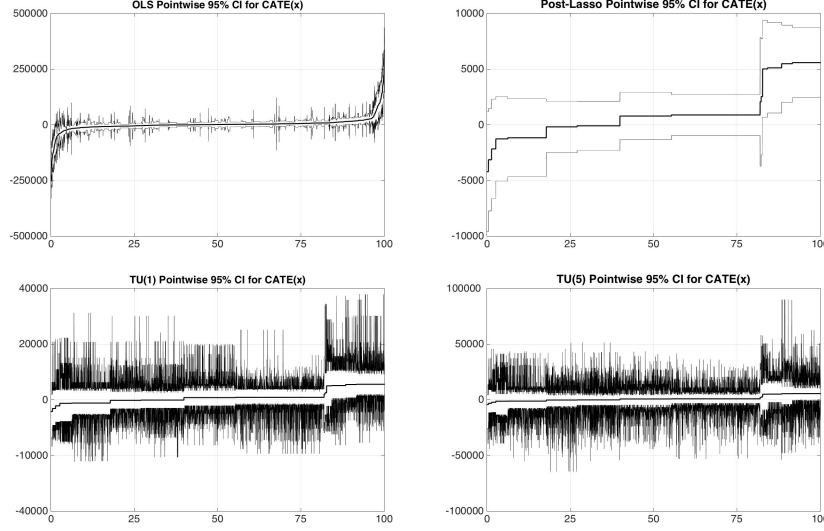 OLS Pointwise 95% CI for CATE(x)
500000
250000
0
-250000
-500000
0 25 50 75 100
Post-Lasso Pointwise 95% CI for CATE(x)
10000
5000
0
-5000
-10000
0 25 50 75 100
TU(1) Pointwise 95% CI for CATE(x)
40000
20000
0
-10000
-40000
0 25 50 75 100
TU(5) Pointwise 95% CI for CATE(x)
100000
50000
0
-50000
-100000
0 25 50 75 100